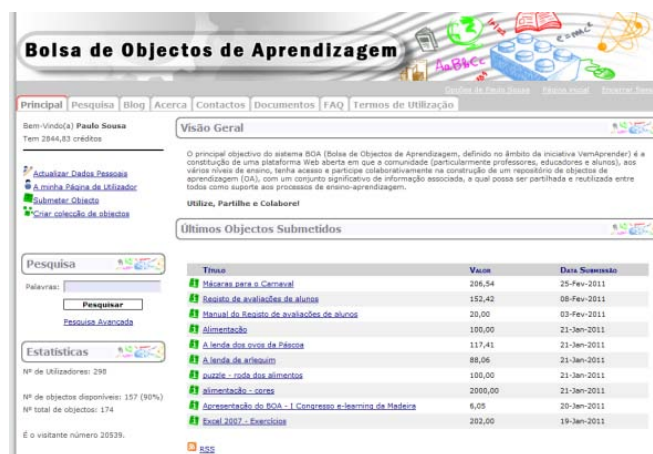 Bolsa de Objectos de Aprendizagem
AaBbCc
e=mc²
Opções de Paulo Sousa Página inicial Encerrar
Principal Pesquisa Blog Acerca Contactos Documentos FAQ Termos de Utilização
Bem-Vindo(a) Paulo Sousa
Tem 2844,83 créditos
Actualizar Dados Pessoais
A minha Página de Utilizador
Submeter Objecto
Criar colecção de objectos
Pesquisa
Palavras:
Pesquisar
Pesquisa Avançada
Estatísticas
Nº de Utilizadores: 298
Nº de objectos disponíveis: 157 (90%)
Nº total de objectos: 174
É o visitante número 20539.
Visão Geral
O principal objectivo do sistema BOA (Bolsa de Objectos de Aprendizagem, definido no âmbito da iniciativa VemAprender) é a
constituição de uma plataforma Web aberta em que a comunidade (particularmente professores, educadores e alunos), aos
vários níveis de ensino, tenha acesso e participe colaborativamente na construção de um repositório de objectos de
aprendizagem (OA), com um conjunto significativo de informação associada, a qual possa ser partilhada e reutilizada entre
todos como suporte aos processos de ensino-aprendizagem.
Utilize, Partilhe e Colabore!
Últimos Objectos Submetidos
Título Valor Data Submissão
Mácaras para o Carnaval 206,54 25-Fev-2011
Registo de avaliações de alunos 152,42 08-Fev-2011
Manual do Registo de avaliações de alunos 20,00 03-Fev-2011
Alimentação 100,00 21-Jan-2011
A lenda dos ovos da Páscoa 117,41 21-Jan-2011
A lenda de arlequim 88,06 21-Jan-2011
puzzle - roda dos alimentos 100,00 21-Jan-2011
alimentação - cores 2000,00 21-Jan-2011
Apresentação do BOA - I Congresso e-learning da Madeira 6,05 20-Jan-2011
Excel 2007 - Exercícios 202,00 19-Jan-2011
RSS